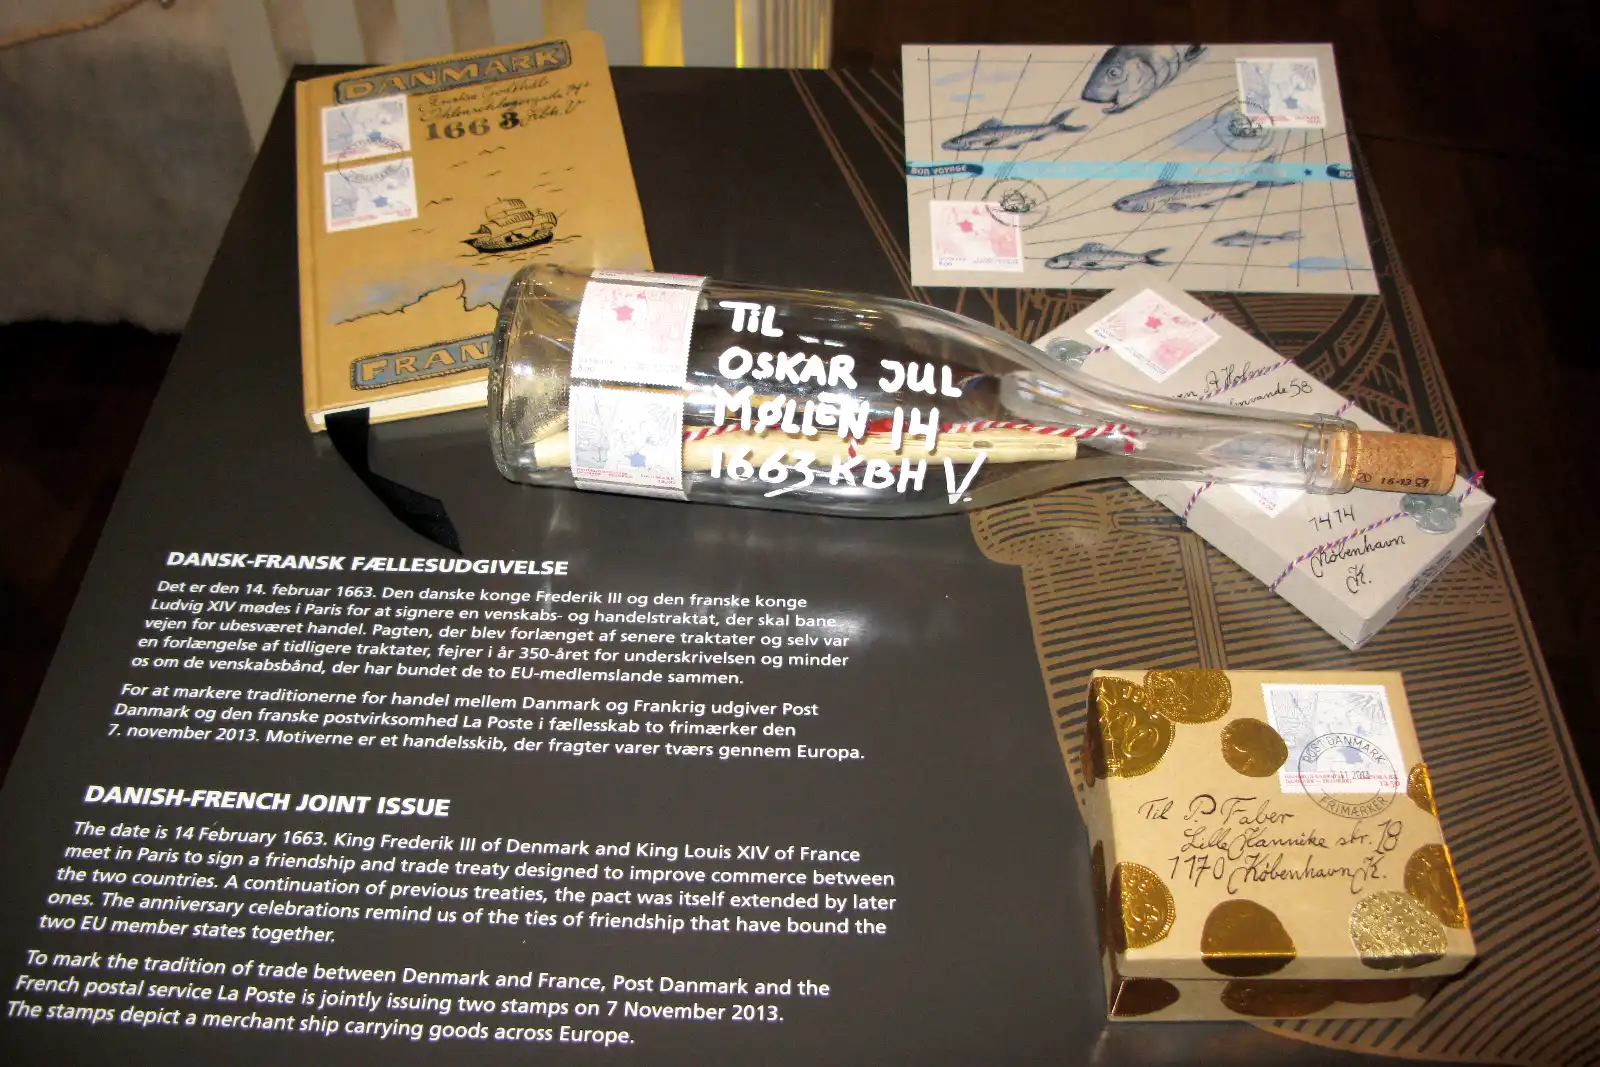 DANMARK
1663 Kbh. V
FRAN
BON VOYAGE
BO
TiL
OSKAR JUL
MØLLEN 14
1663 KBH V.
A Holm
58
1414
København
K.
16-12
POST DANMARK
FRIMÆRKER
Til P. Faber
Lille Kannike str. 18
1170 København K.
DANSK-FRANSK FÆLLESUDGIVELSE
Det er den 14. februar 1663. Den danske konge Frederik III og den franske konge
Ludvig XIV mødes i Paris for at signere en venskabs- og handelstraktat, der skal bane
vejen for ubesværet handel. Pagten, der blev forlænget af senere traktater og selv var
en forlængelse af tidligere traktater, fejrer i år 350-året for underskrivelsen og minder
os om de venskabsbånd, der har bundet de to EU-medlemslande sammen.
For at markere traditionerne for handel mellem Danmark og Frankrig udgiver Post
Danmark og den franske postvirksomhed La Poste i fællesskab to frimærker den
7. november 2013. Motiverne er et handelsskib, der fragter varer tværs gennem Europa.
DANISH-FRENCH JOINT ISSUE
The date is 14 February 1663. King Frederik III of Denmark and King Louis XIV of France
meet in Paris to sign a friendship and trade treaty designed to improve commerce between
the two countries. A continuation of previous treaties, the pact was itself extended by later
ones. The anniversary celebrations remind us of the ties of friendship that have bound the
two EU member states together.
To mark the tradition of trade between Denmark and France, Post Danmark and the
French postal service La Poste is jointly issuing two stamps on 7 November 2013.
The stamps depict a merchant ship carrying goods across Europe.